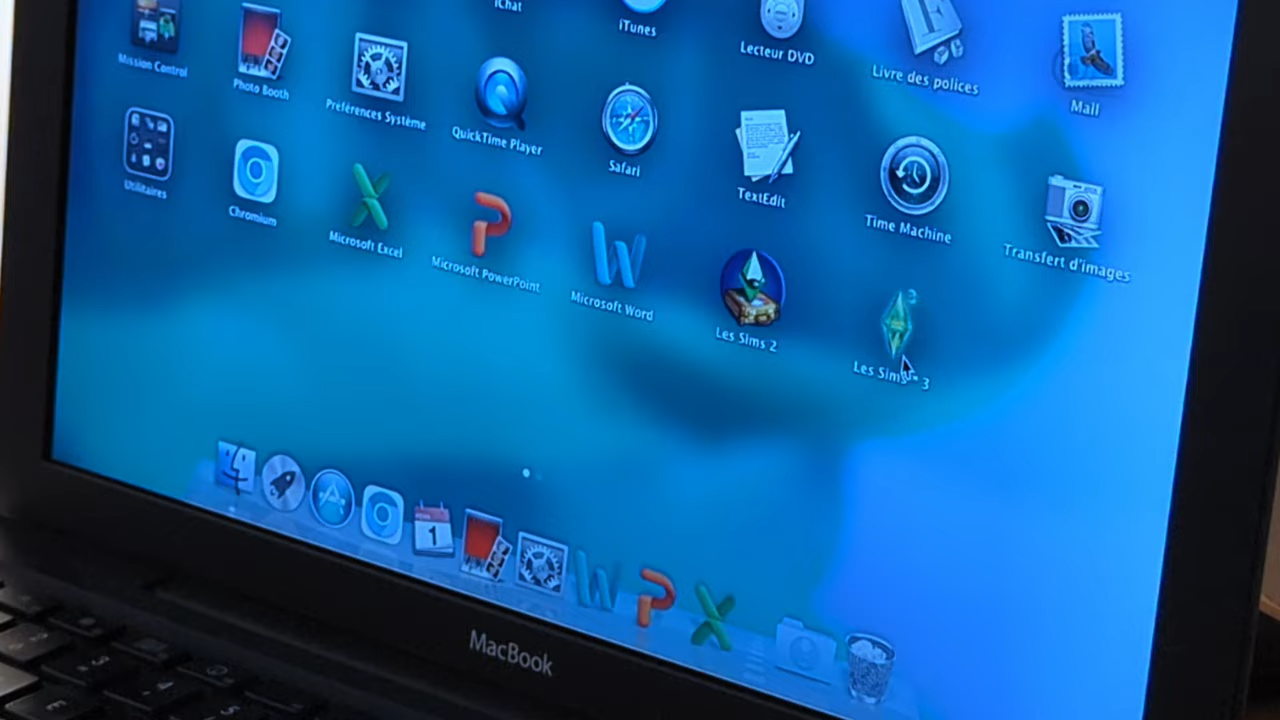 iChat
iTunes
Lecteur DVD
Livre des polices
Mail
Mission Control
Photo Booth
Préférences Système
QuickTime Player
Safari
TextEdit
Time Machine
Transfert d'images
Utilitaires
Chromium
Microsoft Excel
Microsoft PowerPoint
Microsoft Word
Les Sims 2
Les Sims 3
1
MacBook